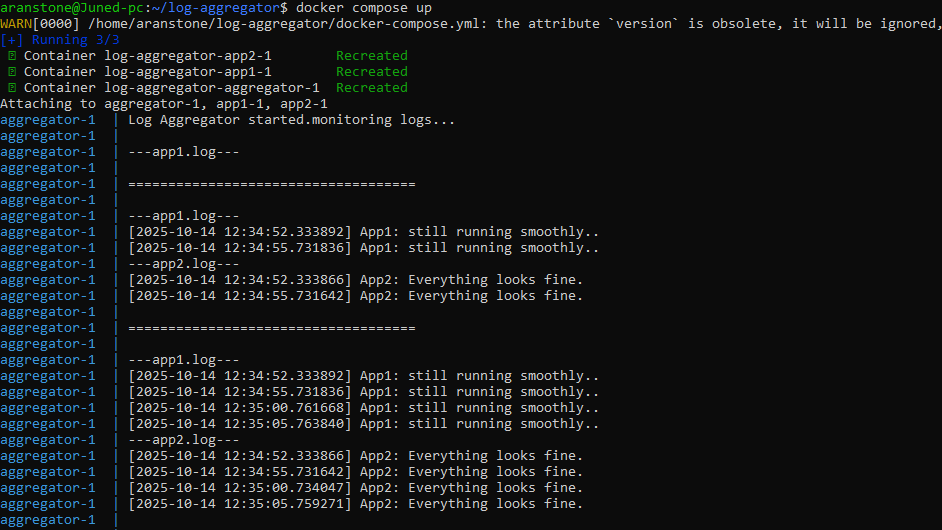 aranstone@Juned-pc:~/log-aggregator$ docker compose up
WARN[0000] /home/aranstone/log-aggregator/docker-compose.yml: the attribute `version` is obsolete, it will be ignored,
[+] Running 3/3
Container log-aggregator-app2-1        Recreated
Container log-aggregator-app1-1        Recreated
Container log-aggregator-aggregator-1  Recreated
Attaching to aggregator-1, app1-1, app2-1
aggregator-1  | Log Aggregator started.monitoring logs...
aggregator-1  |
aggregator-1  | ---app1.log---
aggregator-1  |
aggregator-1  | ====================================
aggregator-1  |
aggregator-1  | ---app1.log---
aggregator-1  | [2025-10-14 12:34:52.333892] App1: still running smoothly..
aggregator-1  | [2025-10-14 12:34:55.731836] App1: still running smoothly..
aggregator-1  | ---app2.log---
aggregator-1  | [2025-10-14 12:34:52.333866] App2: Everything looks fine.
aggregator-1  | [2025-10-14 12:34:55.731642] App2: Everything looks fine.
aggregator-1  |
aggregator-1  | ====================================
aggregator-1  |
aggregator-1  | ---app1.log---
aggregator-1  | [2025-10-14 12:34:52.333892] App1: still running smoothly..
aggregator-1  | [2025-10-14 12:34:55.731836] App1: still running smoothly..
aggregator-1  | [2025-10-14 12:35:00.761668] App1: still running smoothly..
aggregator-1  | [2025-10-14 12:35:05.763840] App1: still running smoothly..
aggregator-1  | ---app2.log---
aggregator-1  | [2025-10-14 12:34:52.333866] App2: Everything looks fine.
aggregator-1  | [2025-10-14 12:34:55.731642] App2: Everything looks fine.
aggregator-1  | [2025-10-14 12:35:00.734047] App2: Everything looks fine.
aggregator-1  | [2025-10-14 12:35:05.759271] App2: Everything looks fine.
aggregator-1  |